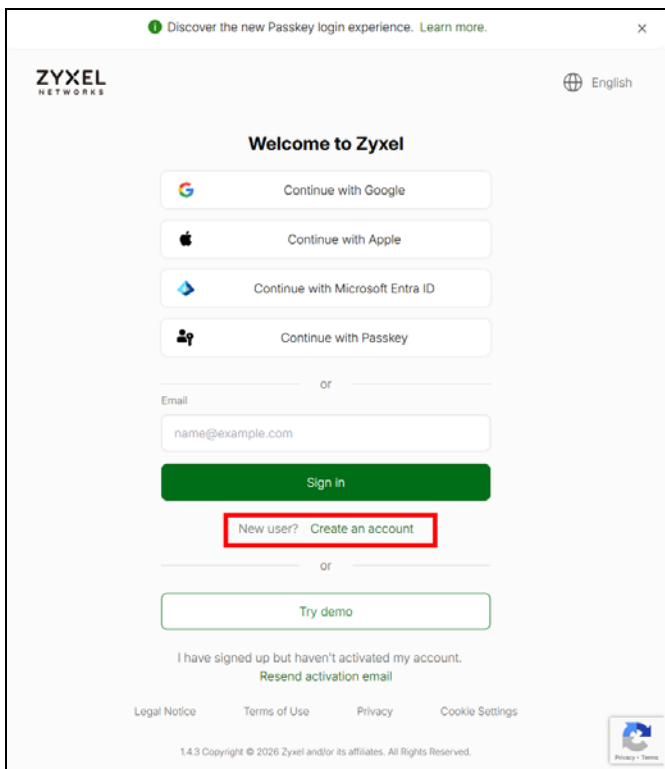 Discover the new Passkey login experience. Learn more.
ZYXEL
NETWORKS
English
Welcome to Zyxel
Continue with Google
Continue with Apple
Continue with Microsoft Entra ID
Continue with Passkey
or
Email
name@example.com
Sign in
New user? Create an account
or
Try demo
I have signed up but haven't activated my account.
Resend activation email
Legal Notice Terms of Use Privacy Cookie Settings
1.4.3 Copyright © 2026 Zyxel and/or its affiliates. All Rights Reserved.
Privacy - Terms